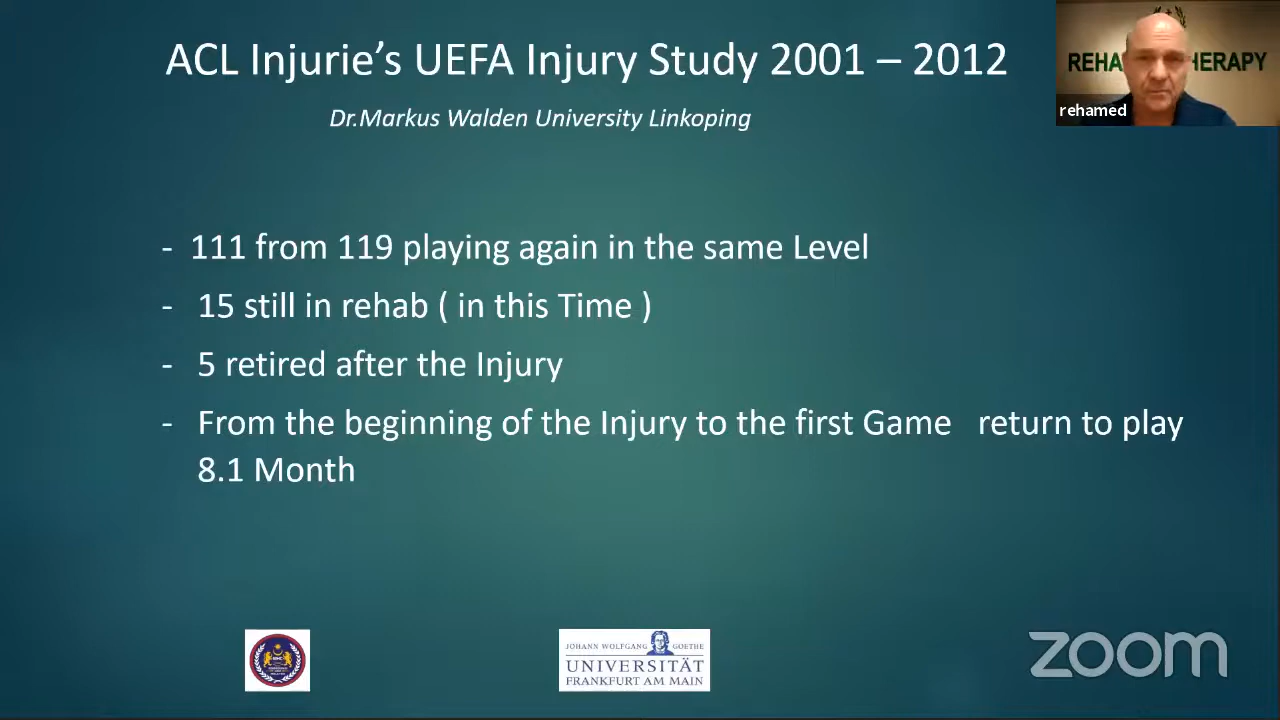 ACL Injurie's UEFA Injury Study 2001 – 2012
Dr.Markus Walden University Linkoping
REHA THERAPY
rehamed
- 111 from 119 playing again in the same Level
- 15 still in rehab ( in this Time )
- 5 retired after the Injury
- From the beginning of the Injury to the first Game return to play
8.1 Month
JOHANN WOLFGANG GOETHE
UNIVERSITÄT
FRANKFURT AM MAIN
zoom